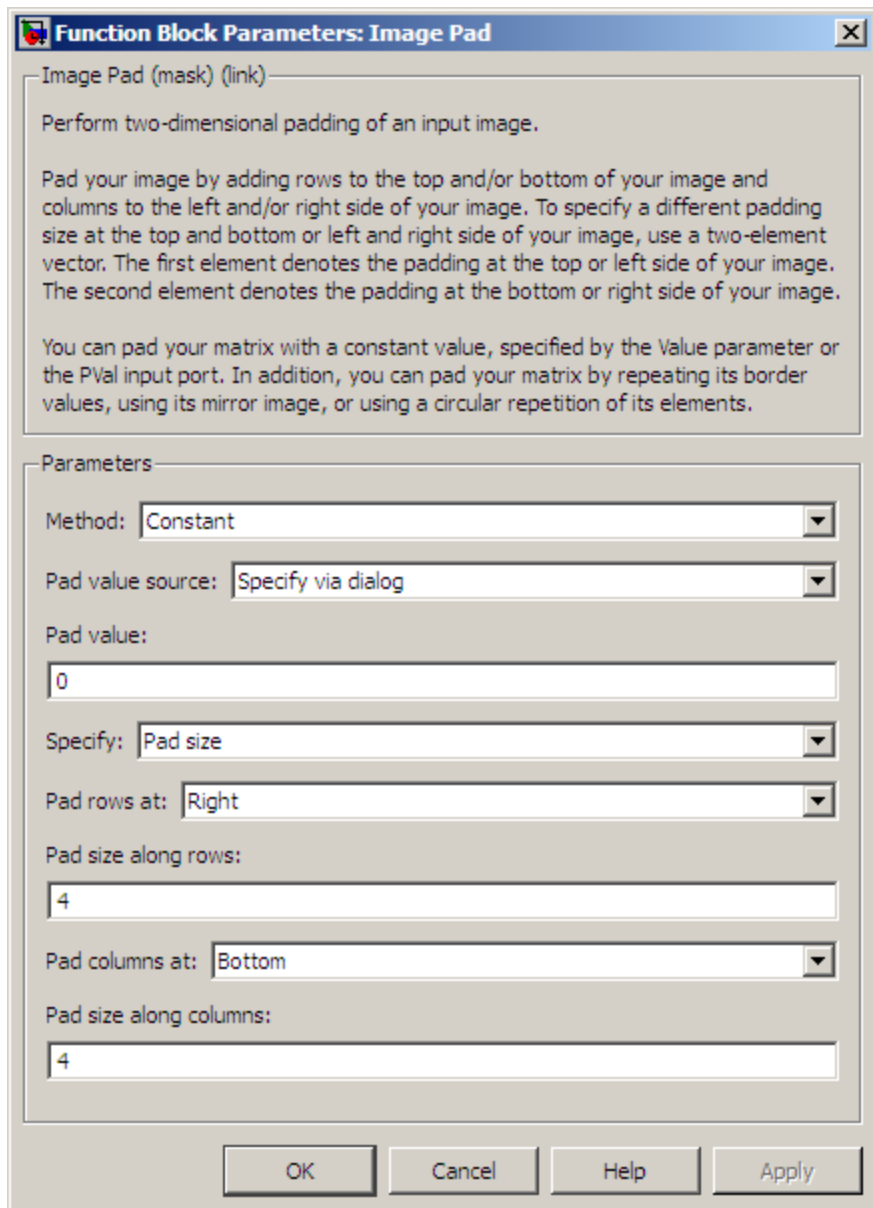 Function Block Parameters: Image Pad
Image Pad (mask) (link)
Perform two-dimensional padding of an input image.
Pad your image by adding rows to the top and/or bottom of your image and
columns to the left and/or right side of your image. To specify a different padding
size at the top and bottom or left and right side of your image, use a two-element
vector. The first element denotes the padding at the top or left side of your image.
The second element denotes the padding at the bottom or right side of your image.
You can pad your matrix with a constant value, specified by the Value parameter or
the PVal input port. In addition, you can pad your matrix by repeating its border
values, using its mirror image, or using a circular repetition of its elements.
Parameters
Method: Constant
Pad value source: Specify via dialog
Pad value:
0
Specify: Pad size
Pad rows at: Right
Pad size along rows:
4
Pad columns at: Bottom
Pad size along columns:
4
OK Cancel Help Apply